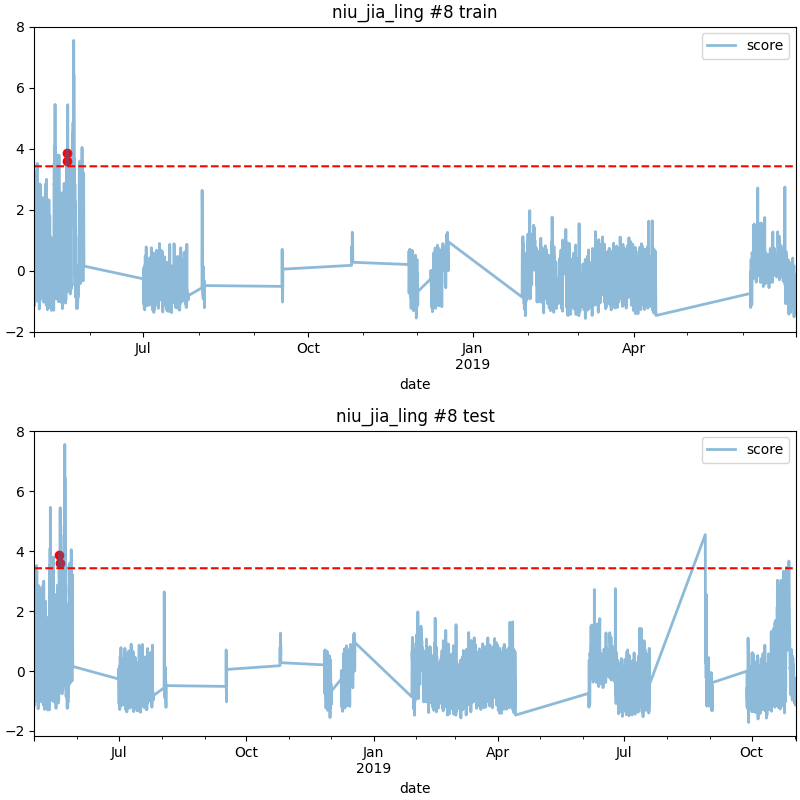 niu_jia_ling #8 train
score
8
6
4
2
0
−2
Jul
Oct
Jan
2019
Apr
date
niu_jia_ling #8 test
score
8
6
4
2
0
−2
Jul
Oct
Jan
2019
Apr
Jul
Oct
date